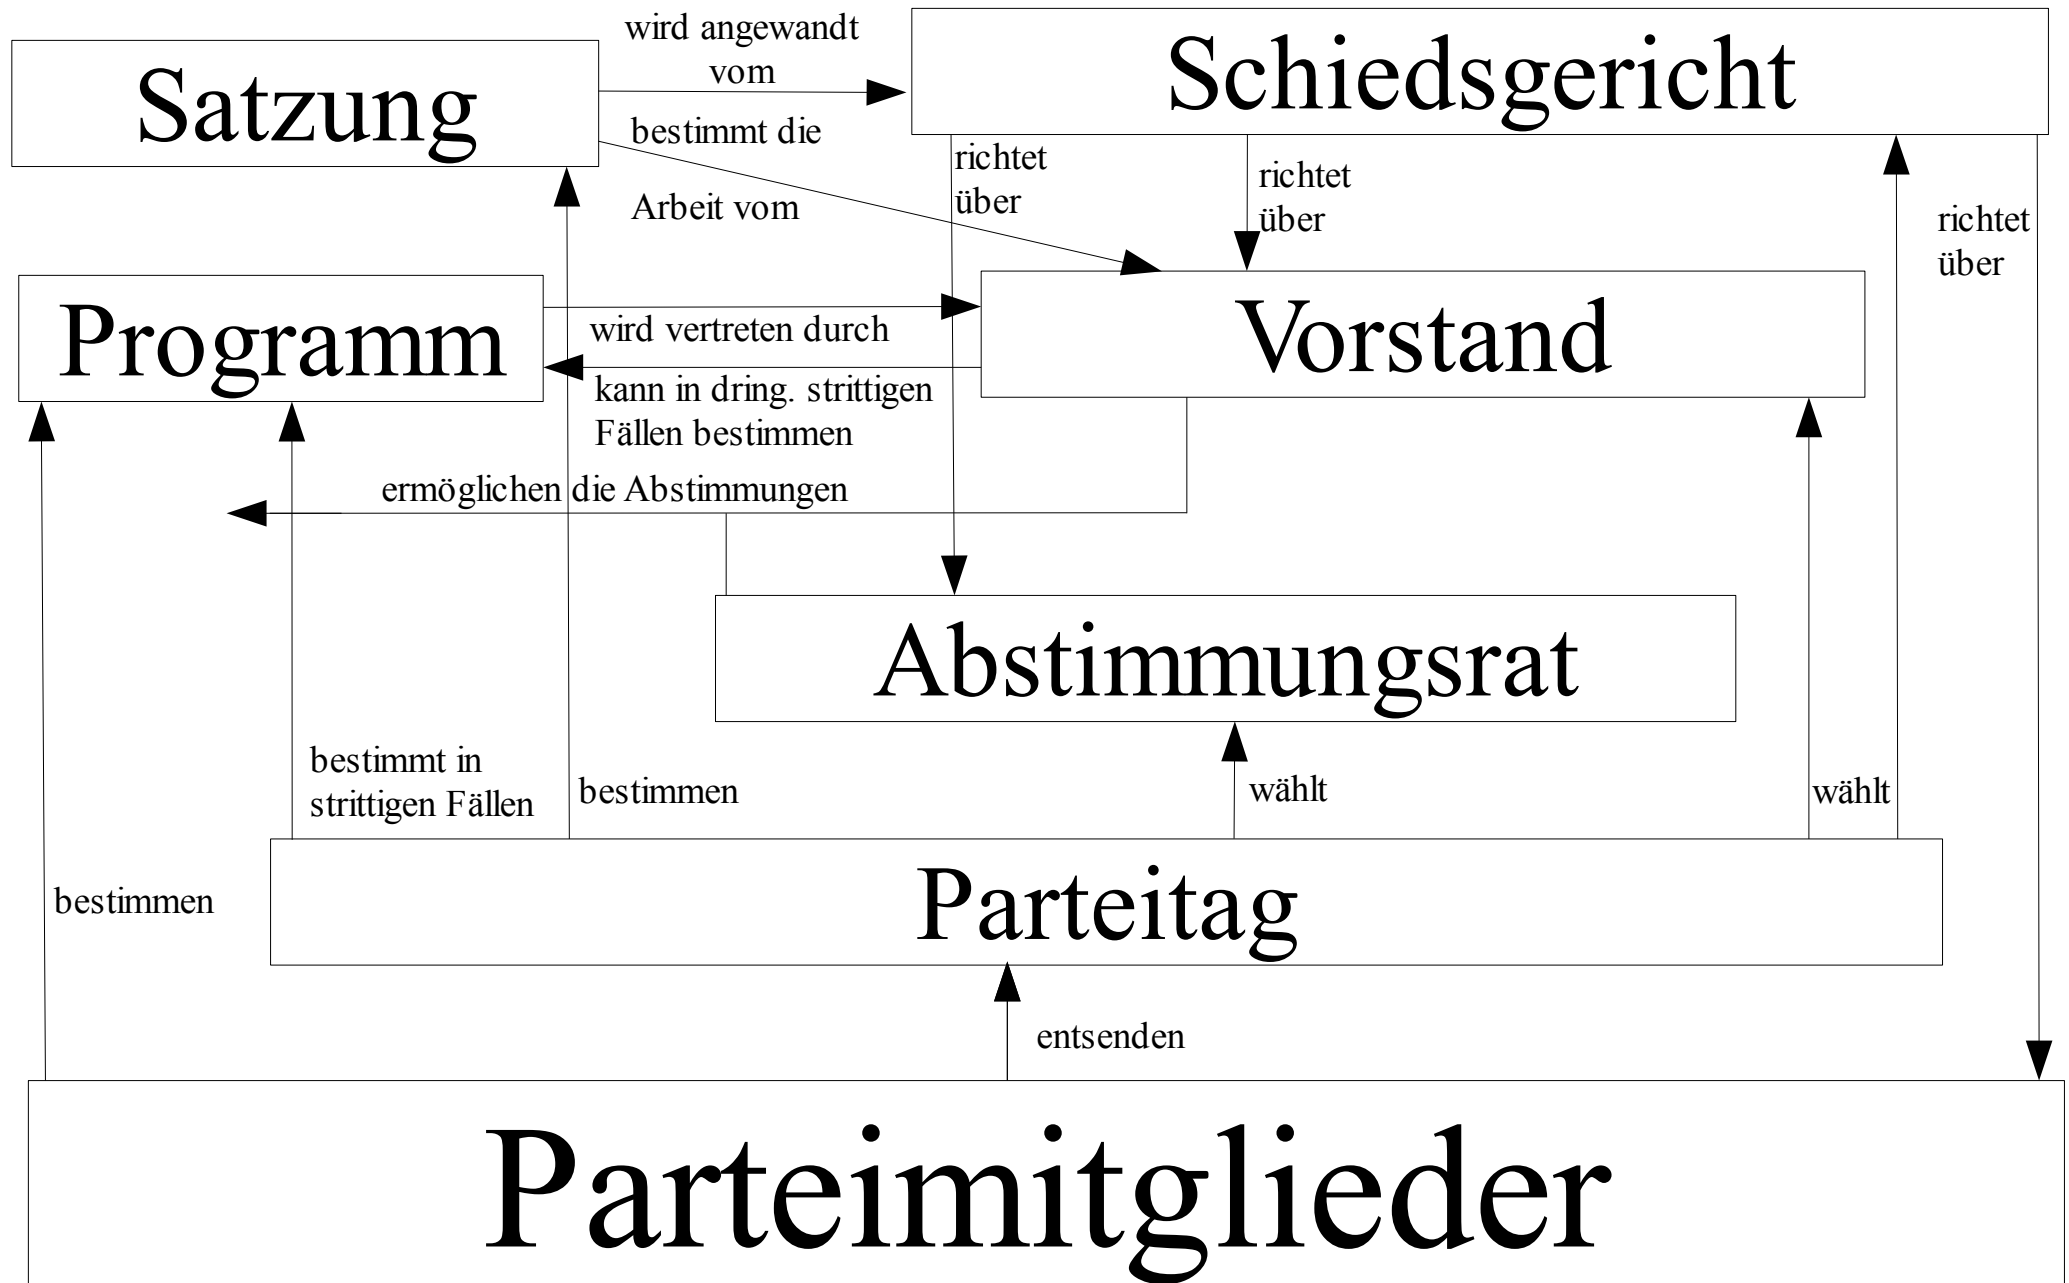 wird angewandt
vom
Schiedsgericht
Satzung
bestimmt die
Arbeit vom
richtet
über
richtet
über
richtet
über
Programm
wird vertreten durch
Vorstand
kann in dring. strittigen
Fällen bestimmen
ermöglichen die Abstimmungen
Abstimmungsrat
bestimmt in
strittigen Fällen
bestimmen
wählt
wählt
Parteitag
bestimmen
entsenden
Parteimitglieder